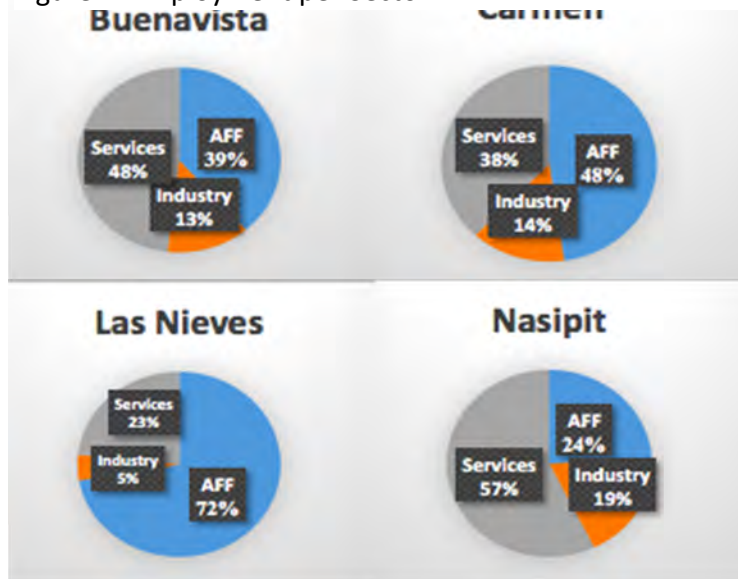 Buenavista
Services
48%
AFF
39%
Industry
13%
Carmen
Services
38%
AFF
48%
Industry
14%
Las Nieves
Services
23%
Industry
5%
AFF
72%
Nasipit
AFF
24%
Services
57%
Industry
19%